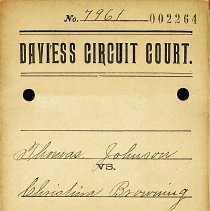 No. 7961 002264
DAVIESS CIRCUIT COURT.
Thomas Johnson
VS.
Christina Browning